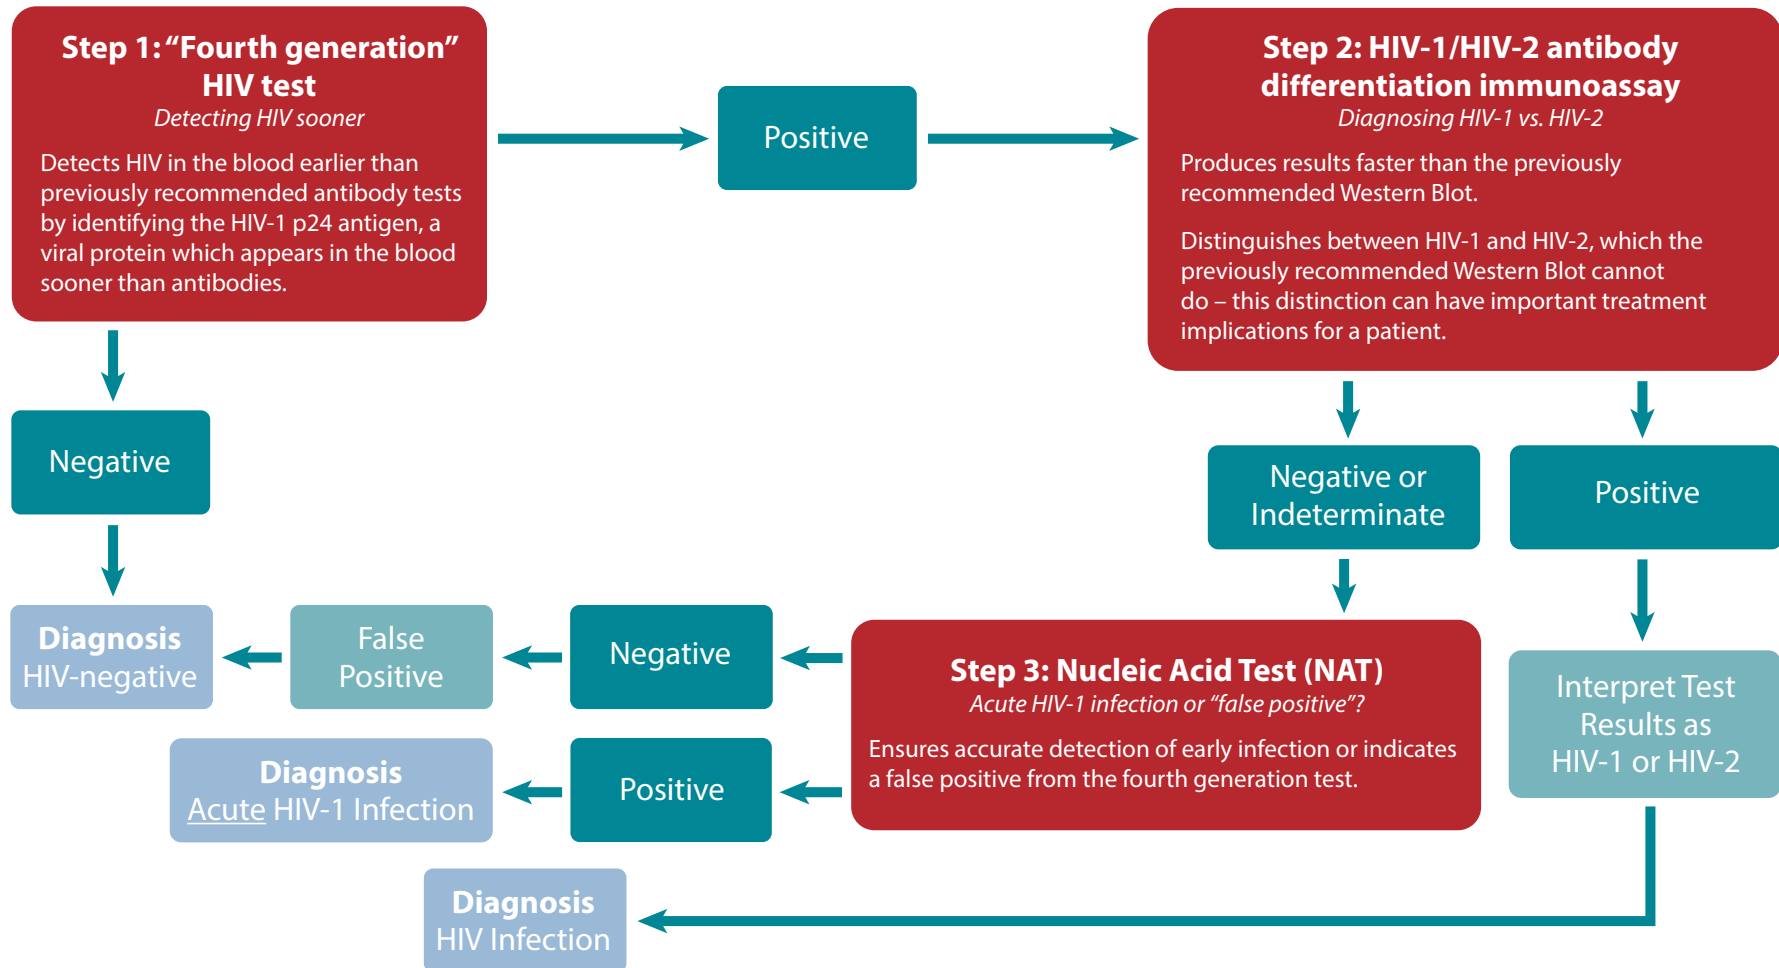 Step 1: “Fourth generation”
HIV test
Detecting HIV sooner
Detects HIV in the blood earlier than
previously recommended antibody tests
by identifying the HIV-1 p24 antigen, a
viral protein which appears in the blood
sooner than antibodies.
Positive
Step 2: HIV-1/HIV-2 antibody
differentiation immunoassay
Diagnosing HIV-1 vs. HIV-2
Produces results faster than the previously
recommended Western Blot.
Distinguishes between HIV-1 and HIV-2, which the
previously recommended Western Blot cannot
do – this distinction can have important treatment
implications for a patient.
Negative
Negative or
Indeterminate
Positive
Diagnosis
HIV-negative
False
Positive
Negative
Step 3: Nucleic Acid Test (NAT)
Acute HIV-1 infection or “false positive”?
Ensures accurate detection of early infection or indicates
a false positive from the fourth generation test.
Interpret Test
Results as
HIV-1 or HIV-2
Diagnosis
Acute HIV-1 Infection
Positive
Diagnosis
HIV Infection